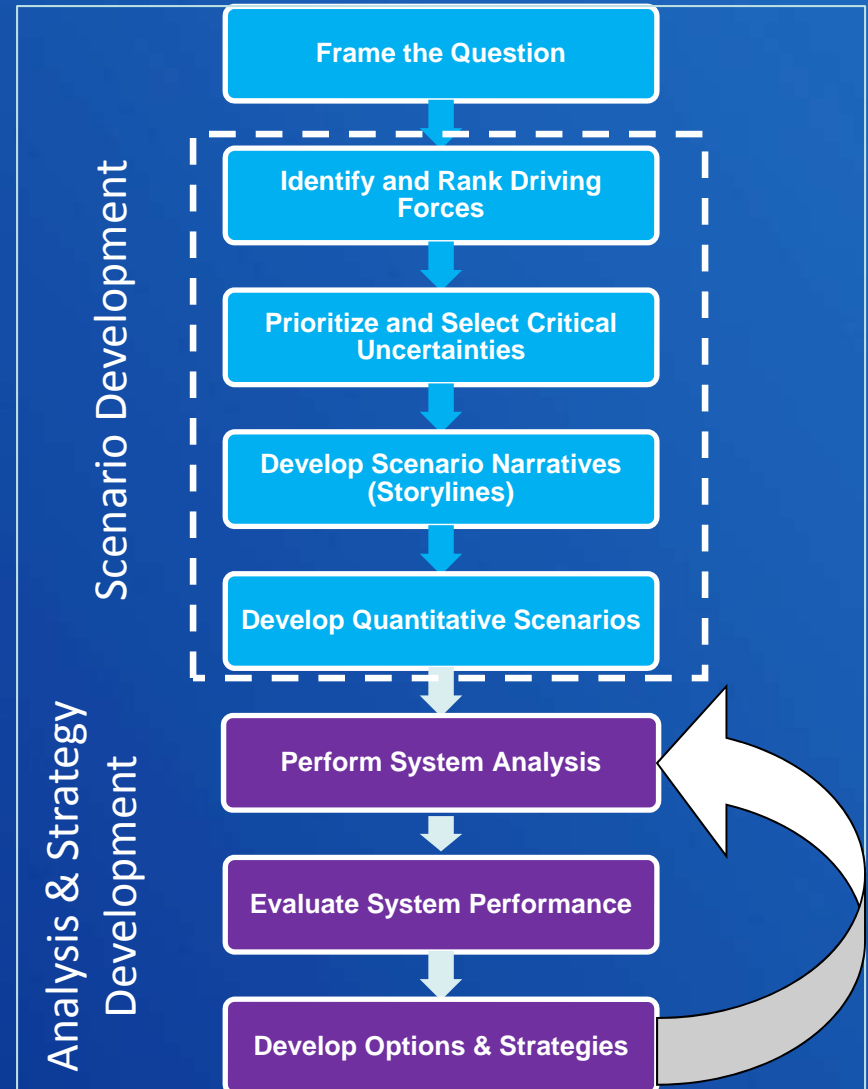 Frame the Question
Scenario Development
Identify and Rank Driving
Forces
Prioritize and Select Critical
Uncertainties
Develop Scenario Narratives
(Storylines)
Develop Quantitative Scenarios
Analysis & Strategy
Development
Perform System Analysis
Evaluate System Performance
Develop Options & Strategies